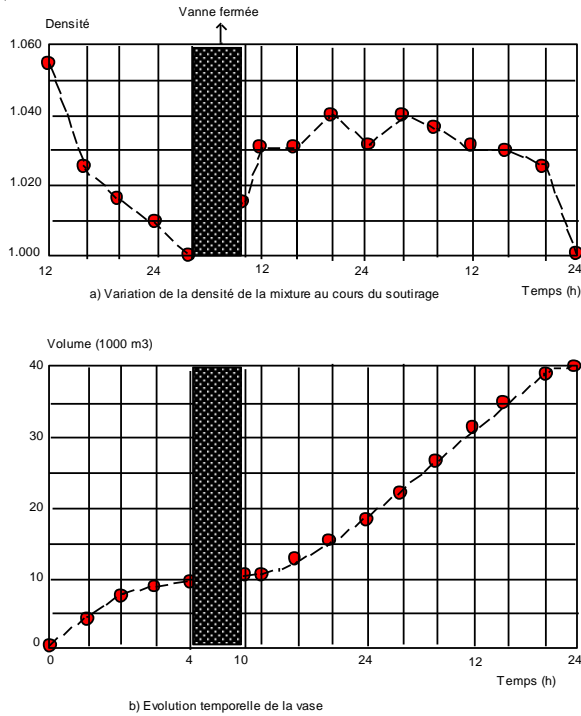 Vanne fermée
Densité
1.060
1.040
1.020
1.000
12 24 12 24 12 24
Temps (h)
a) Variation de la densité de la mixture au cours du soutirage
Volume (1000 m3)
40
30
20
10
0
0 4 10 24 12 24
Temps (h)
b) Evolution temporelle de la vase